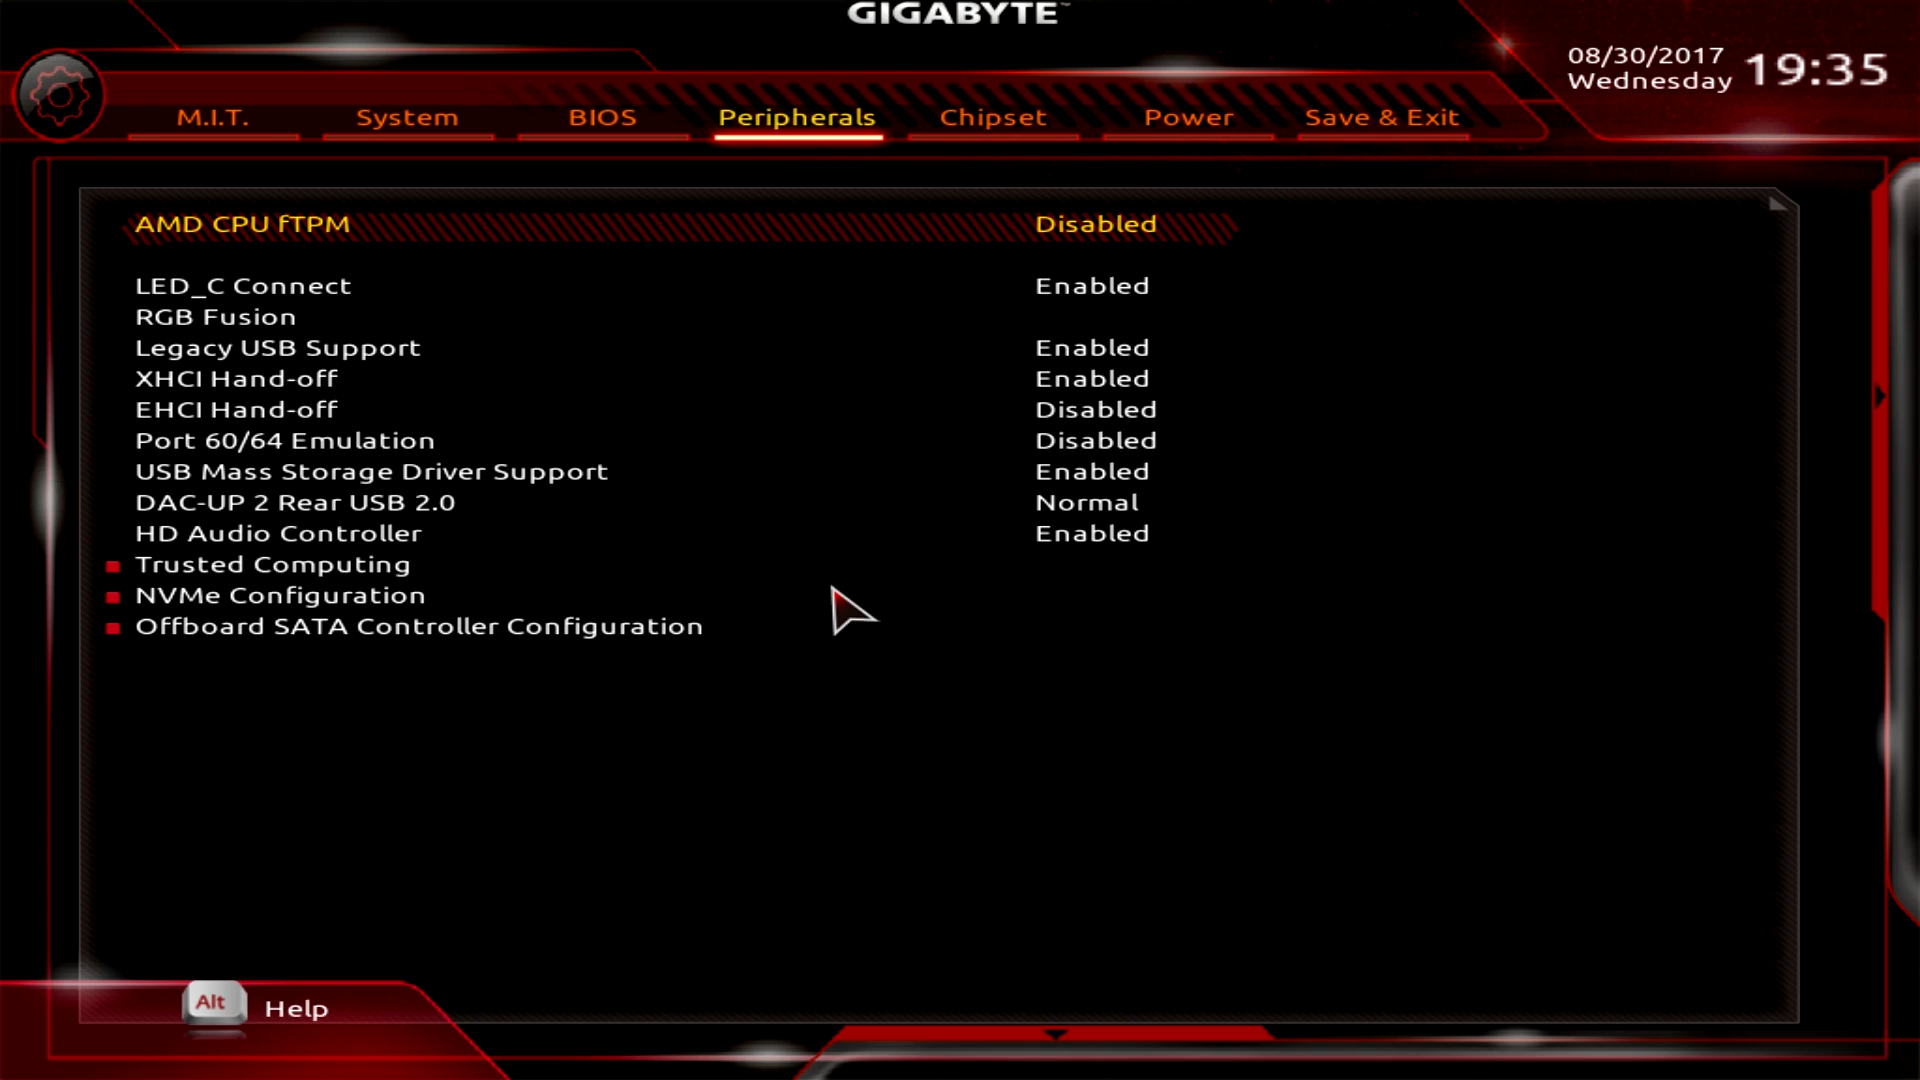 GIGABYTE™
08/30/2017
Wednesday
19:35
M.I.T. System BIOS Peripherals Chipset Power Save & Exit
AMD CPU fTPM Disabled
LED_C Connect Enabled
RGB Fusion
Legacy USB Support Enabled
XHCI Hand-off Enabled
EHCI Hand-off Disabled
Port 60/64 Emulation Disabled
USB Mass Storage Driver Support Enabled
DAC-UP 2 Rear USB 2.0 Normal
HD Audio Controller Enabled
Trusted Computing
NVMe Configuration
Offboard SATA Controller Configuration
Alt Help